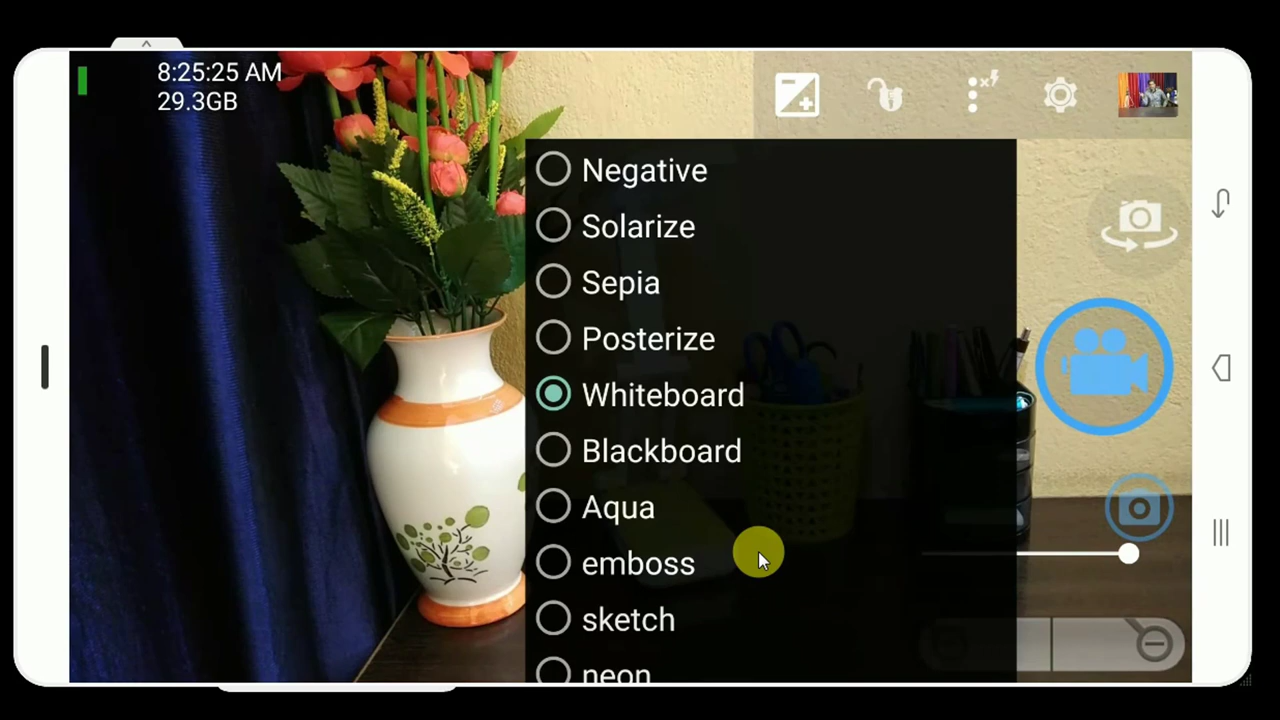 8:25:25 AM
29.3GB
Negative
Solarize
Sepia
Posterize
Whiteboard
Blackboard
Aqua
emboss
sketch
neon